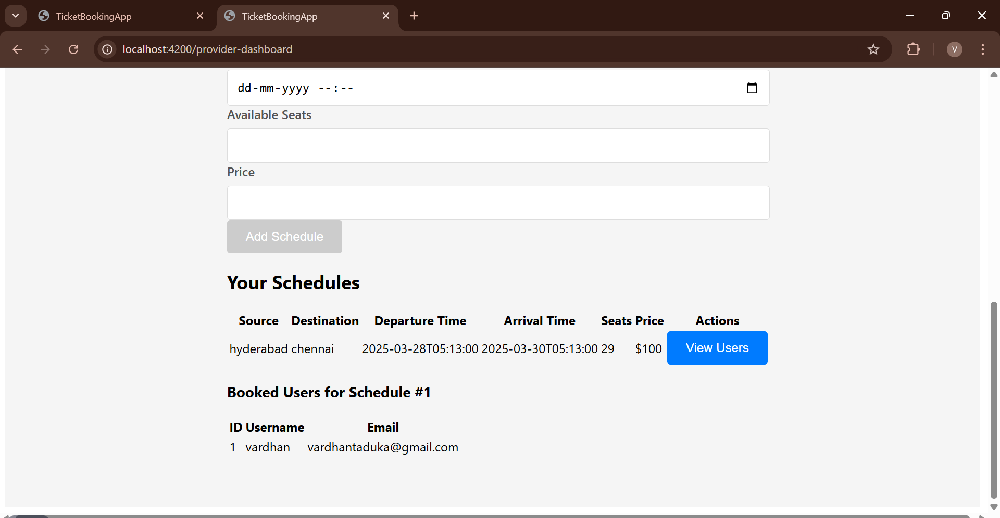 TicketBookingApp
TicketBookingApp
localhost:4200/provider-dashboard
V
dd-mm-yyyy --:--
Available Seats
Price
Add Schedule
Your Schedules
Source Destination Departure Time Arrival Time Seats Price Actions
hyderabad chennai 2025-03-28T05:13:00 2025-03-30T05:13:00 29 $100 View Users
Booked Users for Schedule #1
ID Username Email
1 vardhan vardhantaduka@gmail.com